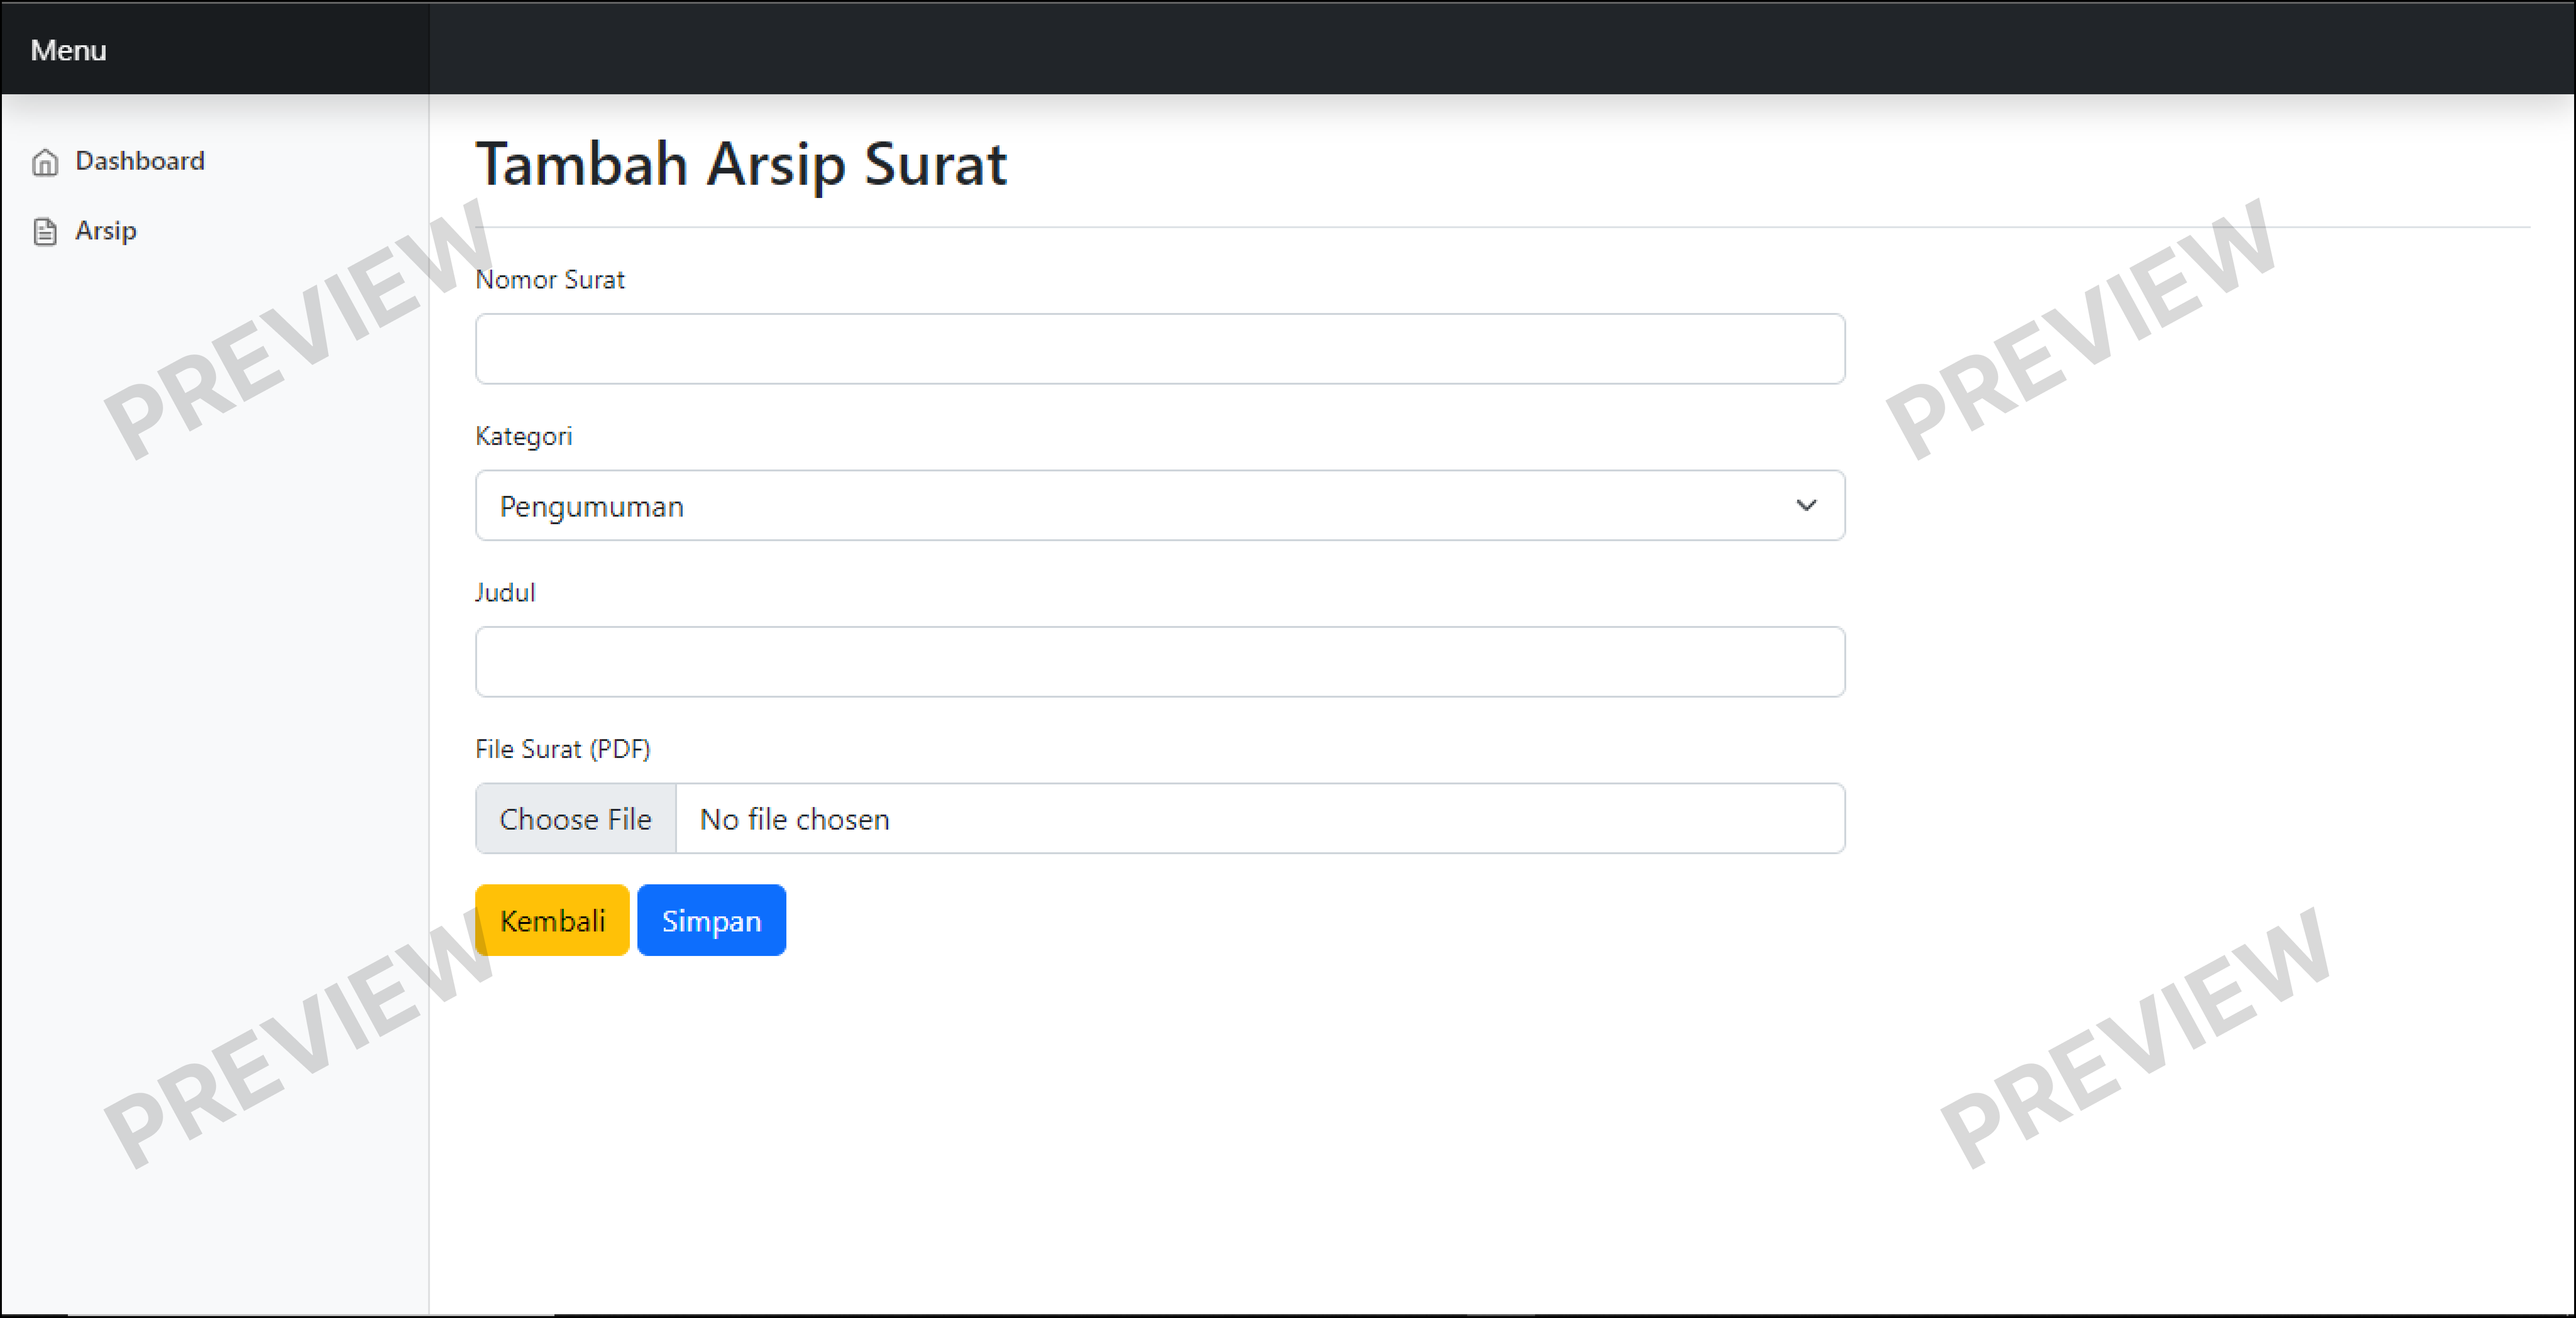 Menu
Dashboard
Arsip
Tambah Arsip Surat
Nomor Surat
Kategori
Pengumuman
Judul
File Surat (PDF)
Choose File No file chosen
Kembali Simpan
PREVIEW
PREVIEW
PREVIEW
PREVIEW